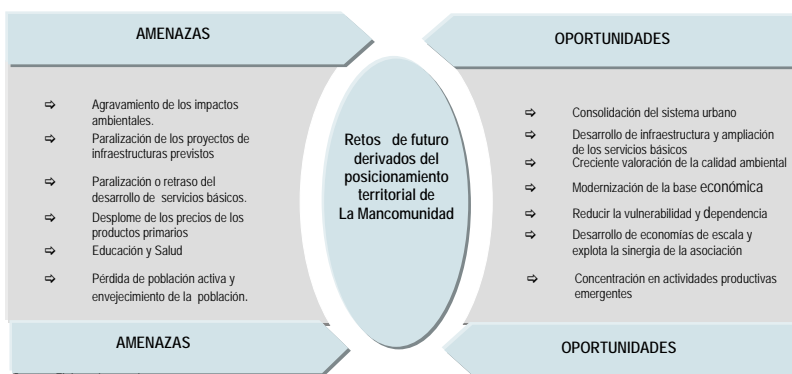 AMENAZAS
⇨ Agravamiento de los impactos
ambientales.
⇨ Paralización de los proyectos de
infraestructuras previstos
⇨ Paralización o retraso del
desarrollo de servicios básicos.
⇨ Desplome de los precios de los
productos primarios
⇨ Educación y Salud
⇨ Pérdida de población activa y
envejecimiento de la población.
AMENAZAS
Retos de futuro
derivados del
posicionamiento
territorial de
La Mancomunidad
OPORTUNIDADES
⇨ Consolidación del sistema urbano
⇨ Desarrollo de infraestructura y ampliación
de los servicios básicos
⇨ Creciente valoración de la calidad ambiental
⇨ Modernización de la base económica
⇨ Reducir la vulnerabilidad y dependencia
⇨ Desarrollo de economías de escala y
explota la sinergia de la asociación
⇨ Concentración en actividades productivas
emergentes
OPORTUNIDADES